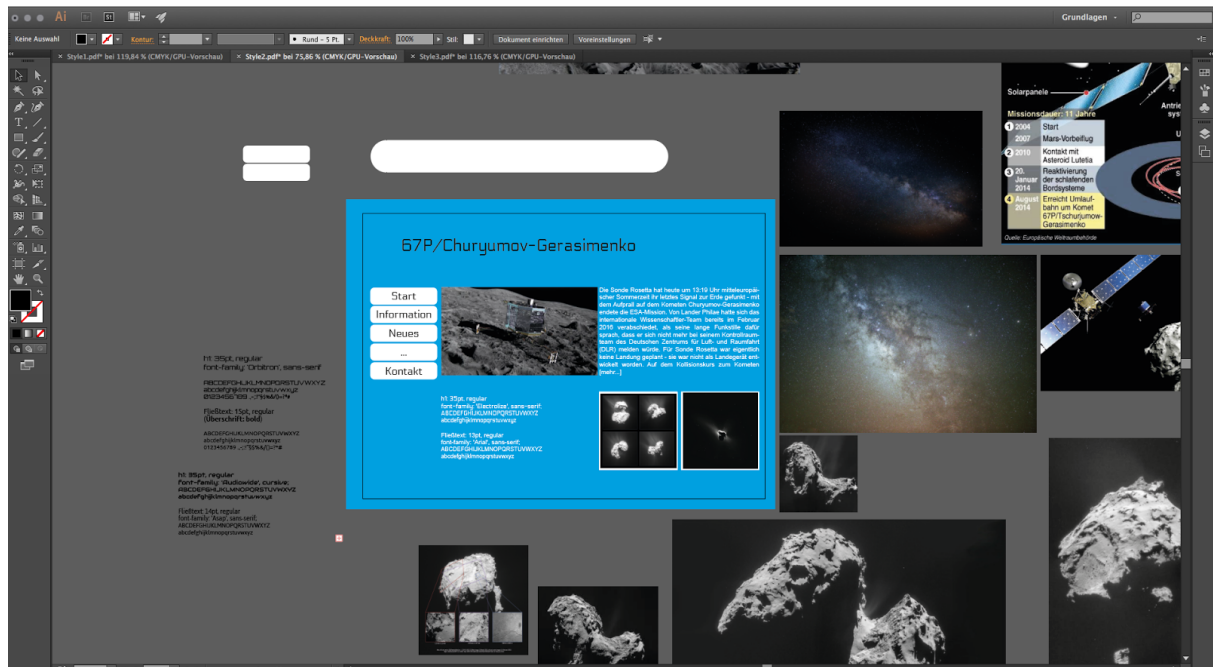 Ai Br St Grundlagen
Keine Auswahl Kontur: Rund – 5 Pt. Deckkraft: 100% Stil: Dokument einrichten Voreinstellungen
× Style1.pdf* bei 119,84 % (CMYK/GPU-Vorschau) × Style2.pdf* bei 75,86 % (CMYK/GPU-Vorschau) × Style3.pdf* bei 116,76 % (CMYK/GPU-Vorschau)
Solarpanele
Missionsdauer: 11 Jahre
1 2004 Start
2007 Mars-Vorbeiflug
2 2010 Kontakt mit
Asteroid Lutetia
3 20. Reaktivierung
Januar der schlafenden
2014 Bordsysteme
4 August Erreicht Umlauf-
2014 bahn um Komet
67P/Tschurjumow-
Gerasimenko
Quelle: Europäische Weltraumbehörde
Antrie
sys
67P/Churyumov-Gerasimenko
Start
Information
Neues
...
Kontakt
Die Sonde Rosetta hat heute um 13:19 Uhr mitteleuropäi-
scher Sommerzeit ihr letztes Signal zur Erde gefunkt - mit
dem Aufprall auf dem Kometen Churyumov-Gerasimenko
endete die ESA-Mission. Von Lander Philae hatte sich das
internationale Wissenschaftler-Team bereits im Februar
2016 verabschiedet, als seine lange Funkstille dafür
sprach, dass er sich nicht mehr bei seinem Kontrollraum-
team des Deutschen Zentrums für Luft- und Raumfahrt
(DLR) melden würde. Für Sonde Rosetta war eigentlich
keine Landung geplant - sie war nicht als Landegerät ent-
wickelt worden. Auf dem Kollisionskurs zum Kometen
[mehr...]
h1: 35pt, regular
font-family: 'Electrolize', sans-serif;
ABCDEFGHIJKLMNOPQRSTUVWXYZ
abcdefghijklmnopqrstuvwxyz
Fließtext: 13pt, regular
font-family: 'Arial', sans-serif;
ABCDEFGHIJKLMNOPQRSTUVWXYZ
abcdefghijklmnopqrstuvwxyz
h1: 35pt, regular
font-family: 'Orbitron', sans-serif
ABCDEFGHIJKLMNOPQRSTUVWXYZ
abcdefghijklmnopqrstuvwxyz
Fließtext: 15pt, regular
(Überschrift: bold)
ABCDEFGHIJKLMNOPQRSTUVWXYZ
abcdefghijklmnopqrstuvwxyz
h1: 35pt, regular
font-family: 'Audiowide', cursive;
ABCDEFGHIJKLMNOPQRSTUVWXYZ
abcdefghijklmnopqrstuvwxyz
Fließtext: 14pt, regular
font-family: 'Asap', sans-serif;
ABCDEFGHIJKLMNOPQRSTUVWXYZ
abcdefghijklmnopqrstuvwxyz